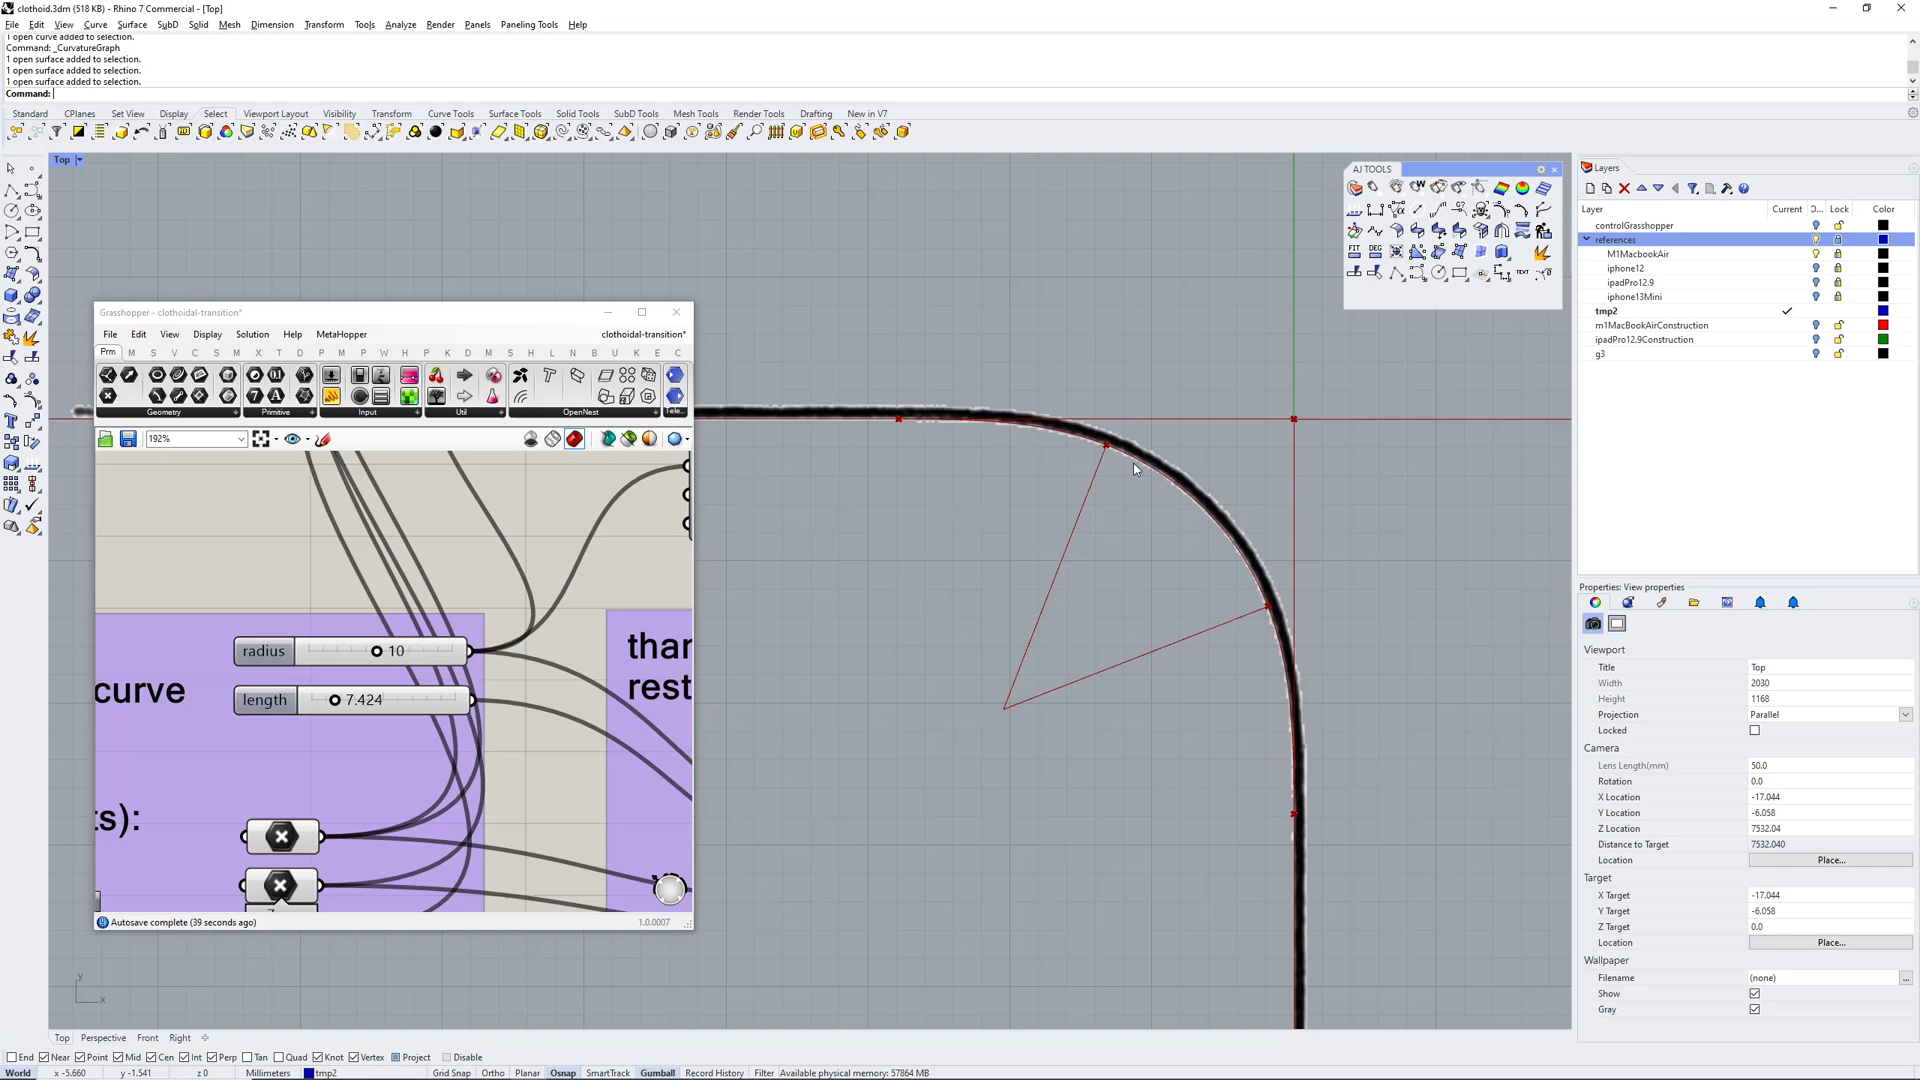 clothoid.3dm (518 KB) - Rhino 7 Commercial - [Top]
File Edit View Curve Surface SubD Solid Mesh Dimension Transform Tools Analyze Render Panels Paneling Tools Help
1 open curve added to selection.
Command: _CurvatureGraph
1 open surface added to selection.
1 open surface added to selection.
1 open surface added to selection.
Command:
Standard CPlanes Set View Display Select Viewport Layout Visibility Transform Curve Tools Surface Tools Solid Tools SubD Tools Mesh Tools Render Tools Drafting New in V7
Top
AJ TOOLS
FIT DEG
TEXT
Grasshopper - clothoidal-transition*
File Edit View Display Solution Help MetaHopper clothoidal-transition*
Prm M S V C S M X T D P M P W H P K D M S H L N B U K E C
Geometry Primitive Input Util OpenNest Tele...
192%
radius 10
length 7.424
curve
ts):
than
rest
Autosave complete (39 seconds ago) 1.0.0007
y
x
Layers
Layer Current O... Lock Color
controlGrasshopper
references
M1MacbookAir
iphone12
ipadPro12.9
iphone13Mini
tmp2
m1MacBookAirConstruction
ipadPro12.9Construction
g3
Properties: View properties
Viewport
Title Top
Width 2030
Height 1168
Projection Parallel
Locked
Camera
Lens Length(mm) 50.0
Rotation 0.0
X Location -17.044
Y Location -6.058
Z Location 7532.04
Distance to Target 7532.040
Location Place...
Target
X Target -17.044
Y Target -6.058
Z Target 0.0
Location Place...
Wallpaper
Filename (none) ...
Show
Gray
Top Perspective Front Right
End Near Point Mid Cen Int Perp Tan Quad Knot Vertex Project Disable
World x -5.660 y -1.541 z 0 Millimeters tmp2 Grid Snap Ortho Planar Osnap SmartTrack Gumball Record History Filter Available physical memory: 57864 MB